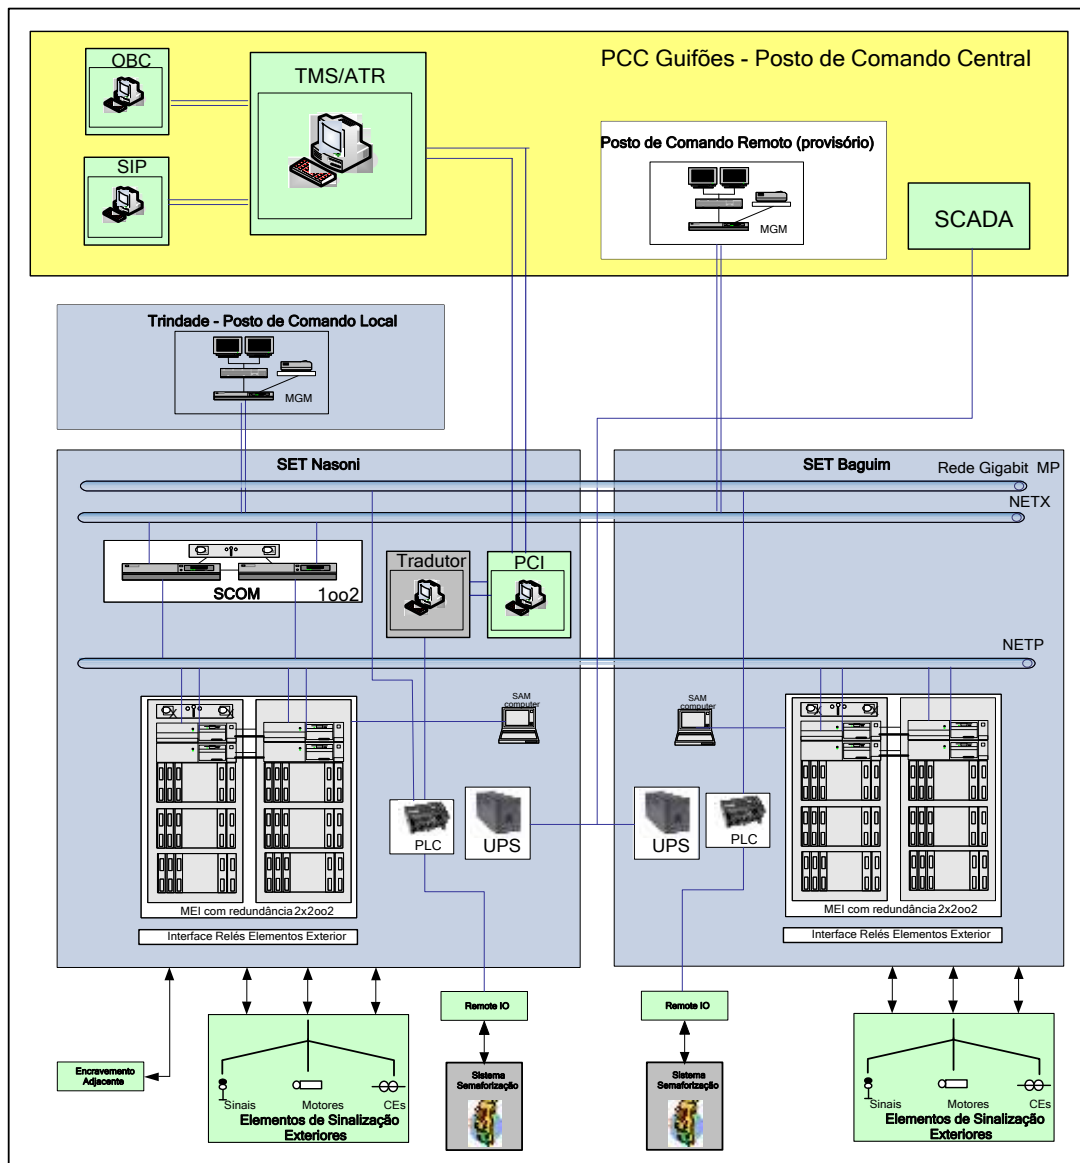 PCC Guifões - Posto de Comando Central
OBC
TMS/ATR
SIP
Posto de Comando Remoto (provisório)
MGM
SCADA
Trindade - Posto de Comando Local
MGM
SET Nasoni
SET Baguim
Rede Gigabit MP
NETX
SCOM
1oo2
Tradutor
PCI
NETP
SAM
computer
SAM
computer
PLC
UPS
UPS
PLC
MEI com redundância 2x2oo2
MEI com redundância 2x2oo2
Interface Relés Elementos Exterior
Interface Relés Elementos Exterior
Remote IO
Remote IO
Encravemento
Adjacente
Sinais
Motores
CEs
Elementos de Sinalização
Exteriores
Sistema
Semaforização
Sistema
Semaforização
Sinais
Motores
CEs
Elementos de Sinalização
Exteriores